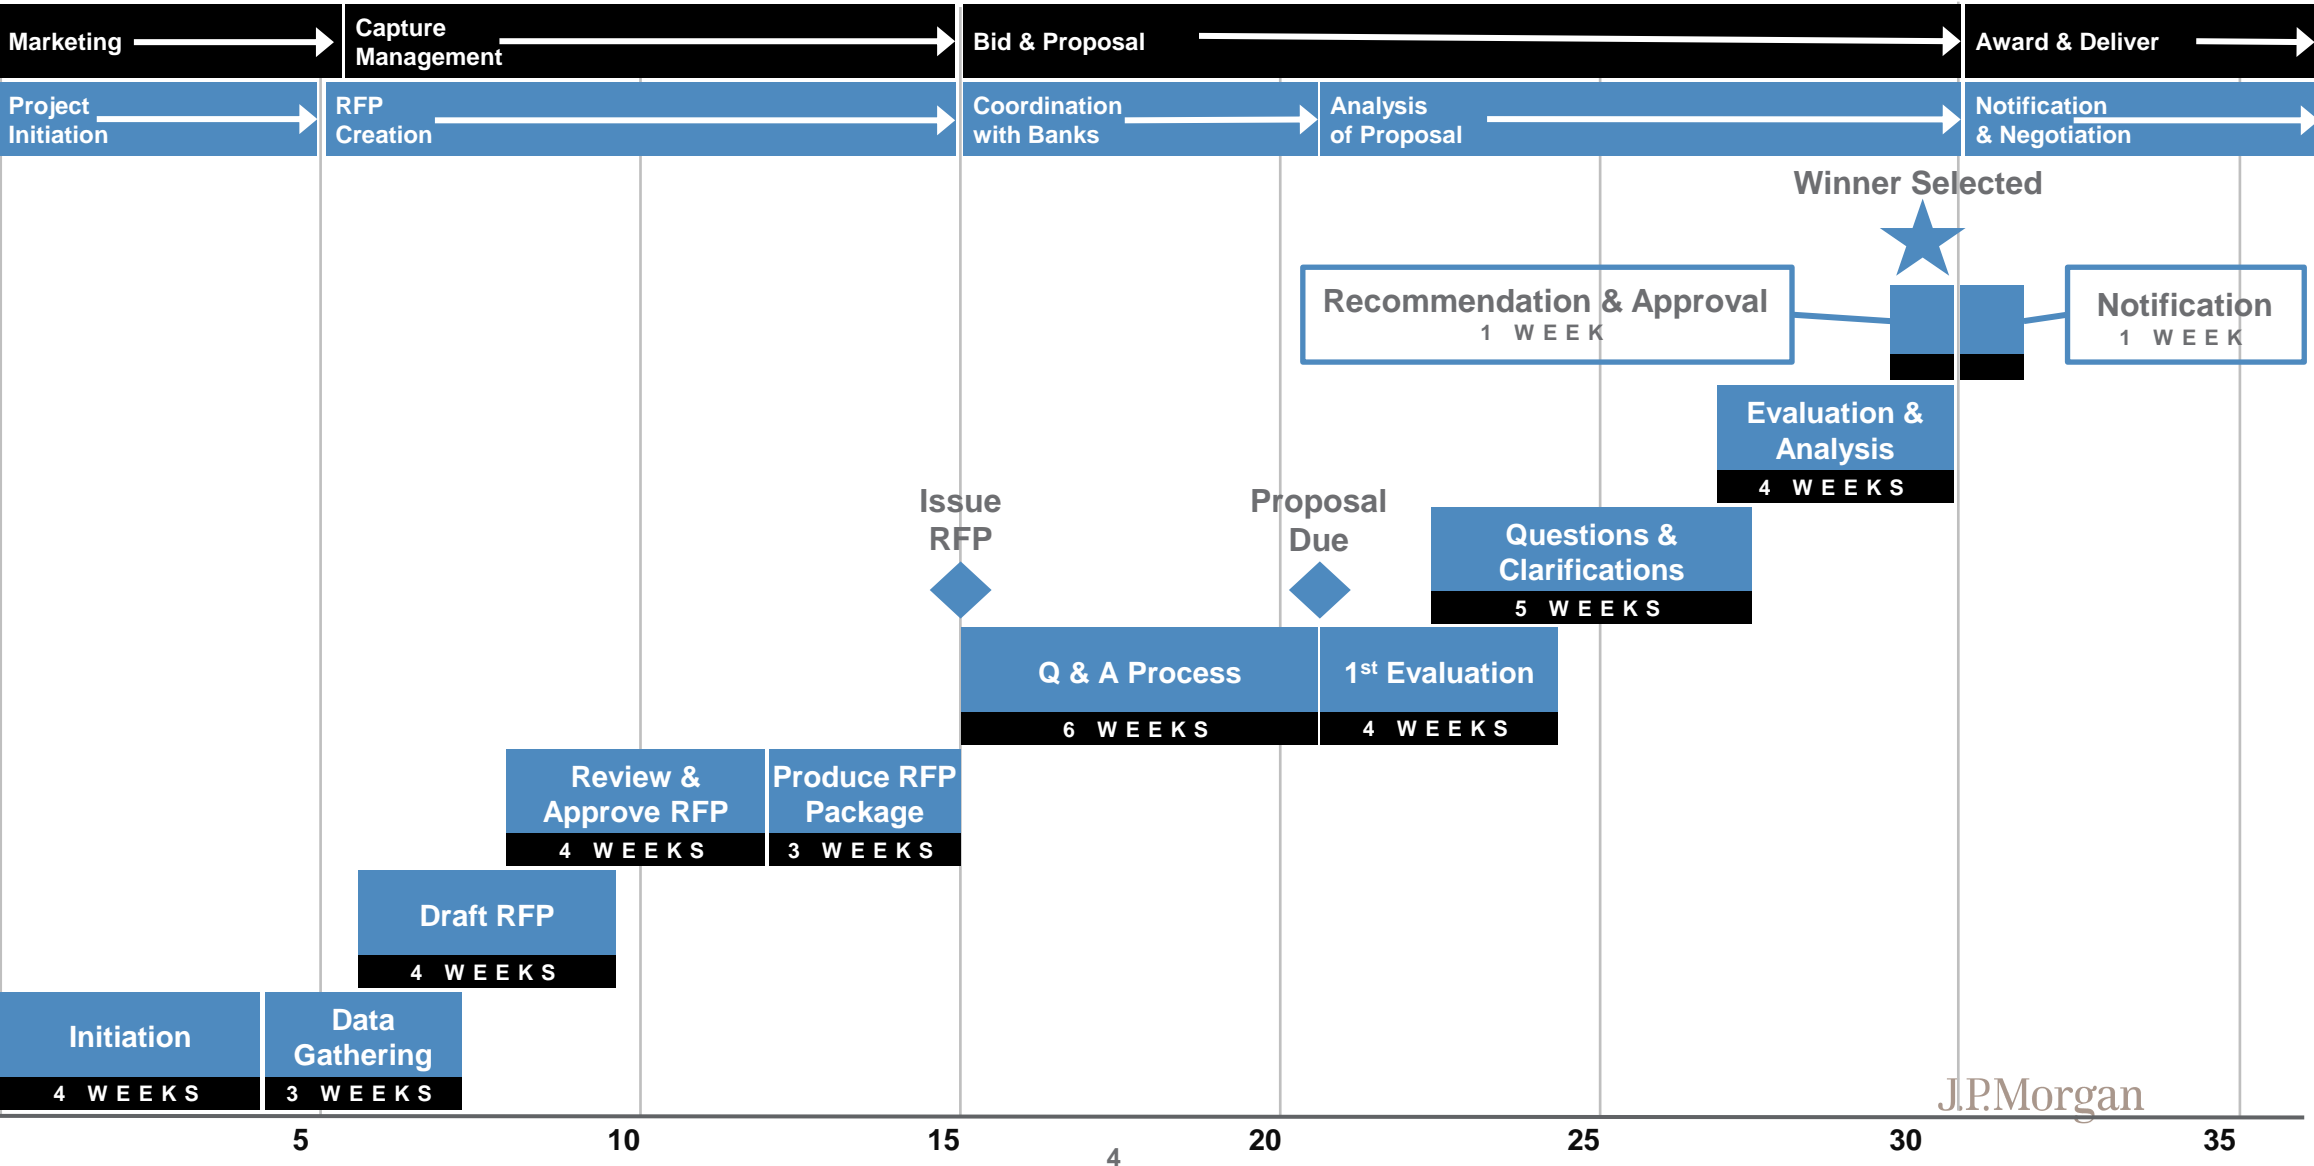 Marketing
Capture
Management
Bid & Proposal
Award & Deliver
Project
Initiation
RFP
Creation
Coordination
with Banks
Analysis
of Proposal
Notification
& Negotiation
Winner Selected
Recommendation & Approval
1 WEEK
Notification
1 WEEK
Evaluation &
Analysis
4 WEEKS
Issue
RFP
Proposal
Due
Questions &
Clarifications
5 WEEKS
Q & A Process
6 WEEKS
1st Evaluation
4 WEEKS
Review &
Approve RFP
4 WEEKS
Produce RFP
Package
3 WEEKS
Draft RFP
4 WEEKS
Initiation
4 WEEKS
Data
Gathering
3 WEEKS
J.P.Morgan
5 10 15 20 25 30 35
4